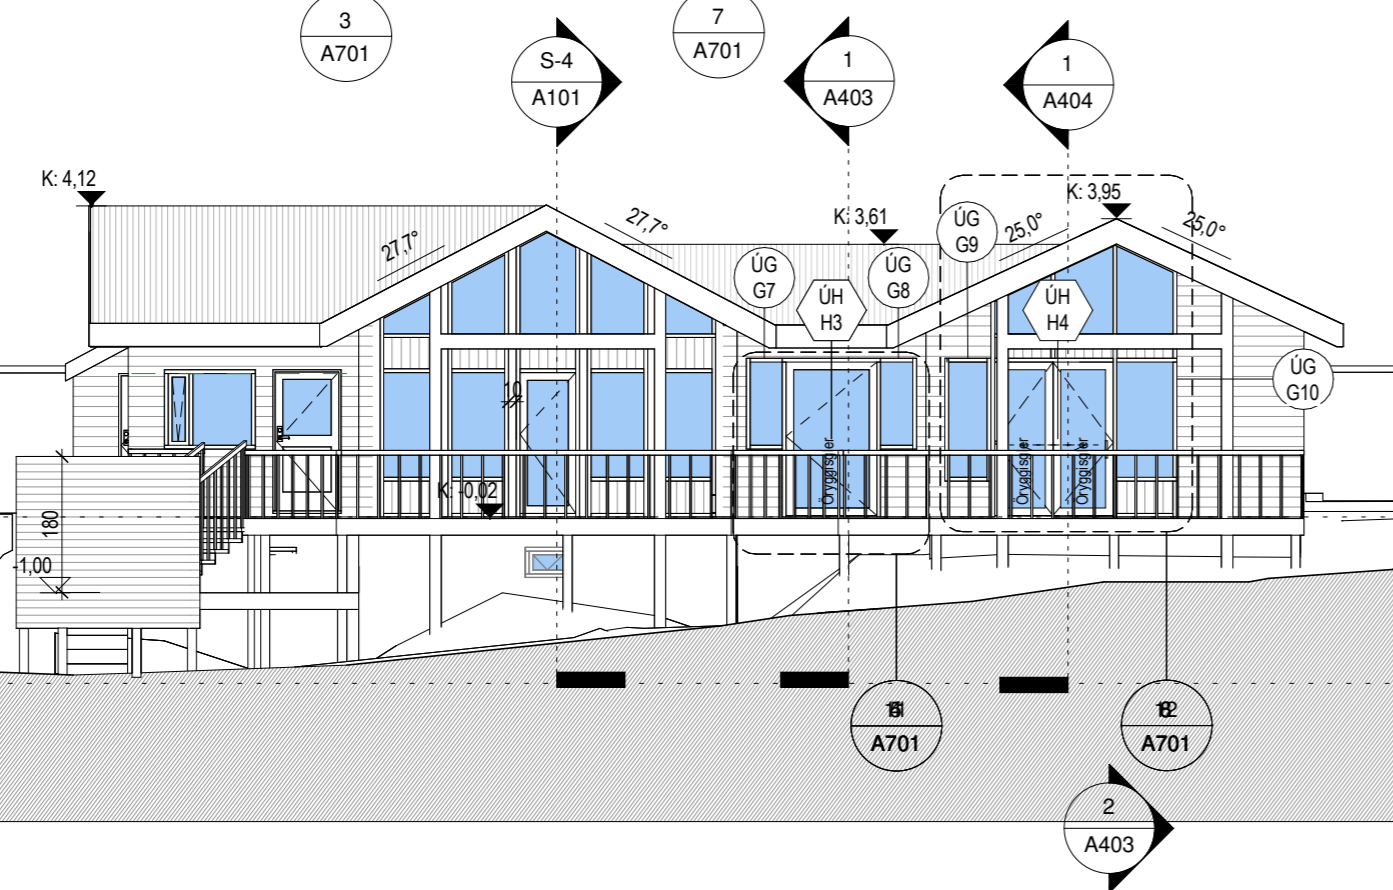 3
A701
7
A701
S-4
A101
1
A403
1
A404
K: 4,12
27,7°
27,7°
K: 3,61
K: 3,95
25,0°
25,0°
ÚG
G7
ÚH
H3
ÚG
G8
ÚG
G9
ÚH
H4
ÚG
G10
10
Öryggisgler
Öryggisgler
Öryggisgler
K: -0,02
180
-1,00
A701
A701
2
A403